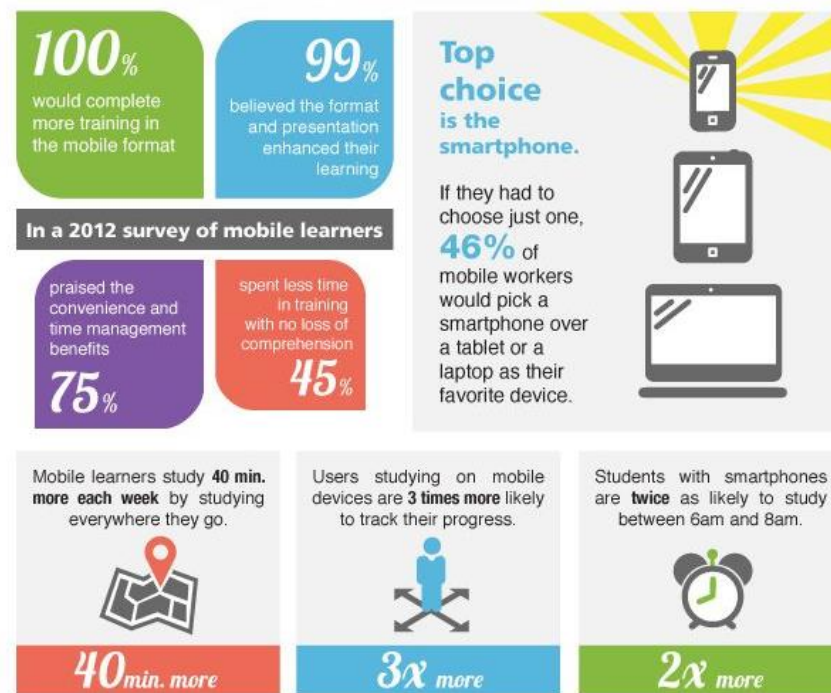 100%
would complete
more training in
the mobile format
99%
believed the format
and presentation
enhanced their
learning
In a 2012 survey of mobile learners
praised the
convenience and
time management
benefits
75%
spent less time
in training
with no loss of
comprehension
45%
Top
choice
is the
smartphone.
If they had to
choose just one,
46% of
mobile workers
would pick a
smartphone over
a tablet or a
laptop as their
favorite device.
Mobile learners study 40 min.
more each week by studying
everywhere they go.
40 min. more
Users studying on mobile
devices are 3 times more likely
to track their progress.
3x more
Students with smartphones
are twice as likely to study
between 6am and 8am.
2x more